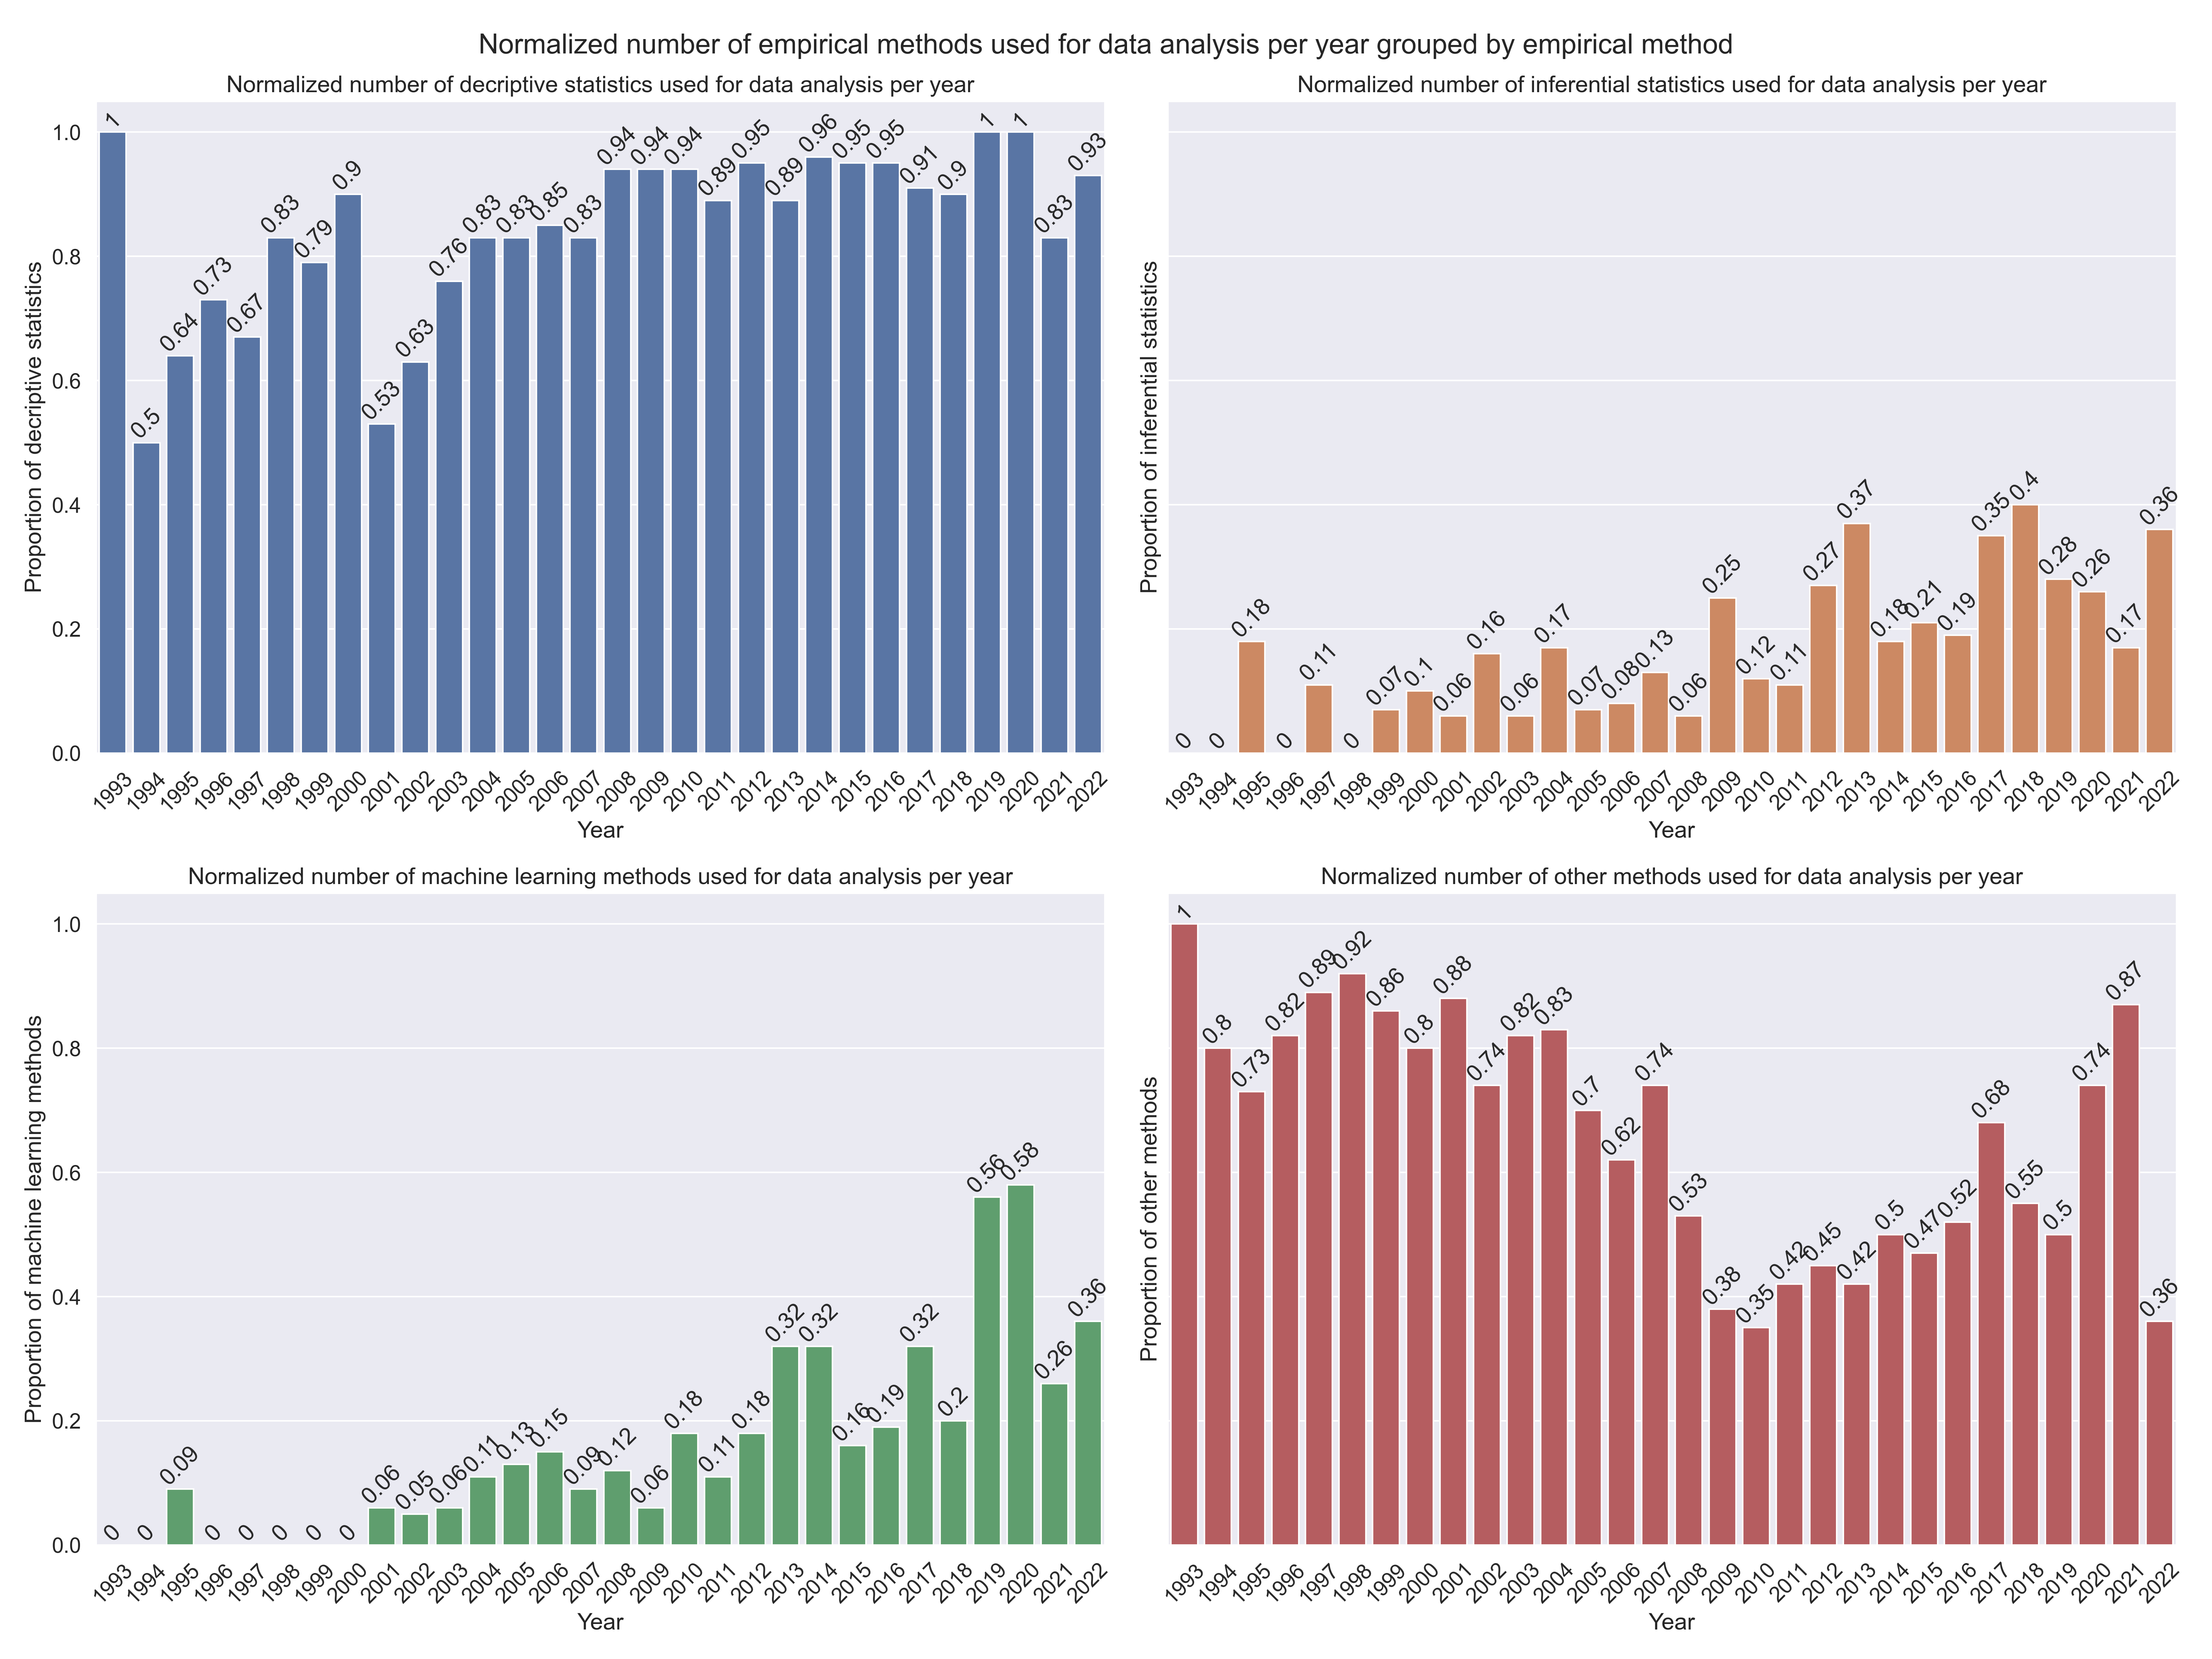 Normalized number of empirical methods used for data analysis per year grouped by empirical method
Normalized number of decriptive statistics used for data analysis per year
Proportion of decriptive statistics
1.0
0.8
0.6
0.4
0.2
0.0
1 0.5 0.64 0.73 0.67 0.83 0.79 0.9 0.53 0.63 0.76 0.83 0.83 0.85 0.83 0.94 0.94 0.94 0.89 0.95 0.89 0.96 0.95 0.95 0.91 0.9 1 1 0.83 0.93
1993 1994 1995 1996 1997 1998 1999 2000 2001 2002 2003 2004 2005 2006 2007 2008 2009 2010 2011 2012 2013 2014 2015 2016 2017 2018 2019 2020 2021 2022
Year
Normalized number of inferential statistics used for data analysis per year
Proportion of inferential statistics
0 0 0.18 0 0.11 0 0.07 0.1 0.06 0.16 0.06 0.17 0.07 0.08 0.13 0.06 0.25 0.12 0.11 0.27 0.37 0.18 0.21 0.19 0.35 0.4 0.28 0.26 0.17 0.36
1993 1994 1995 1996 1997 1998 1999 2000 2001 2002 2003 2004 2005 2006 2007 2008 2009 2010 2011 2012 2013 2014 2015 2016 2017 2018 2019 2020 2021 2022
Year
Normalized number of machine learning methods used for data analysis per year
Proportion of machine learning methods
1.0
0.8
0.6
0.4
0.2
0.0
0 0 0.09 0 0 0 0 0 0.06 0.05 0.06 0.11 0.13 0.15 0.09 0.12 0.06 0.18 0.11 0.18 0.32 0.32 0.16 0.19 0.32 0.2 0.56 0.58 0.26 0.36
1993 1994 1995 1996 1997 1998 1999 2000 2001 2002 2003 2004 2005 2006 2007 2008 2009 2010 2011 2012 2013 2014 2015 2016 2017 2018 2019 2020 2021 2022
Year
Normalized number of other methods used for data analysis per year
Proportion of other methods
1 0.8 0.73 0.82 0.89 0.92 0.86 0.8 0.88 0.74 0.82 0.83 0.7 0.62 0.74 0.53 0.38 0.35 0.42 0.45 0.42 0.5 0.47 0.52 0.68 0.55 0.5 0.74 0.87 0.36
1993 1994 1995 1996 1997 1998 1999 2000 2001 2002 2003 2004 2005 2006 2007 2008 2009 2010 2011 2012 2013 2014 2015 2016 2017 2018 2019 2020 2021 2022
Year